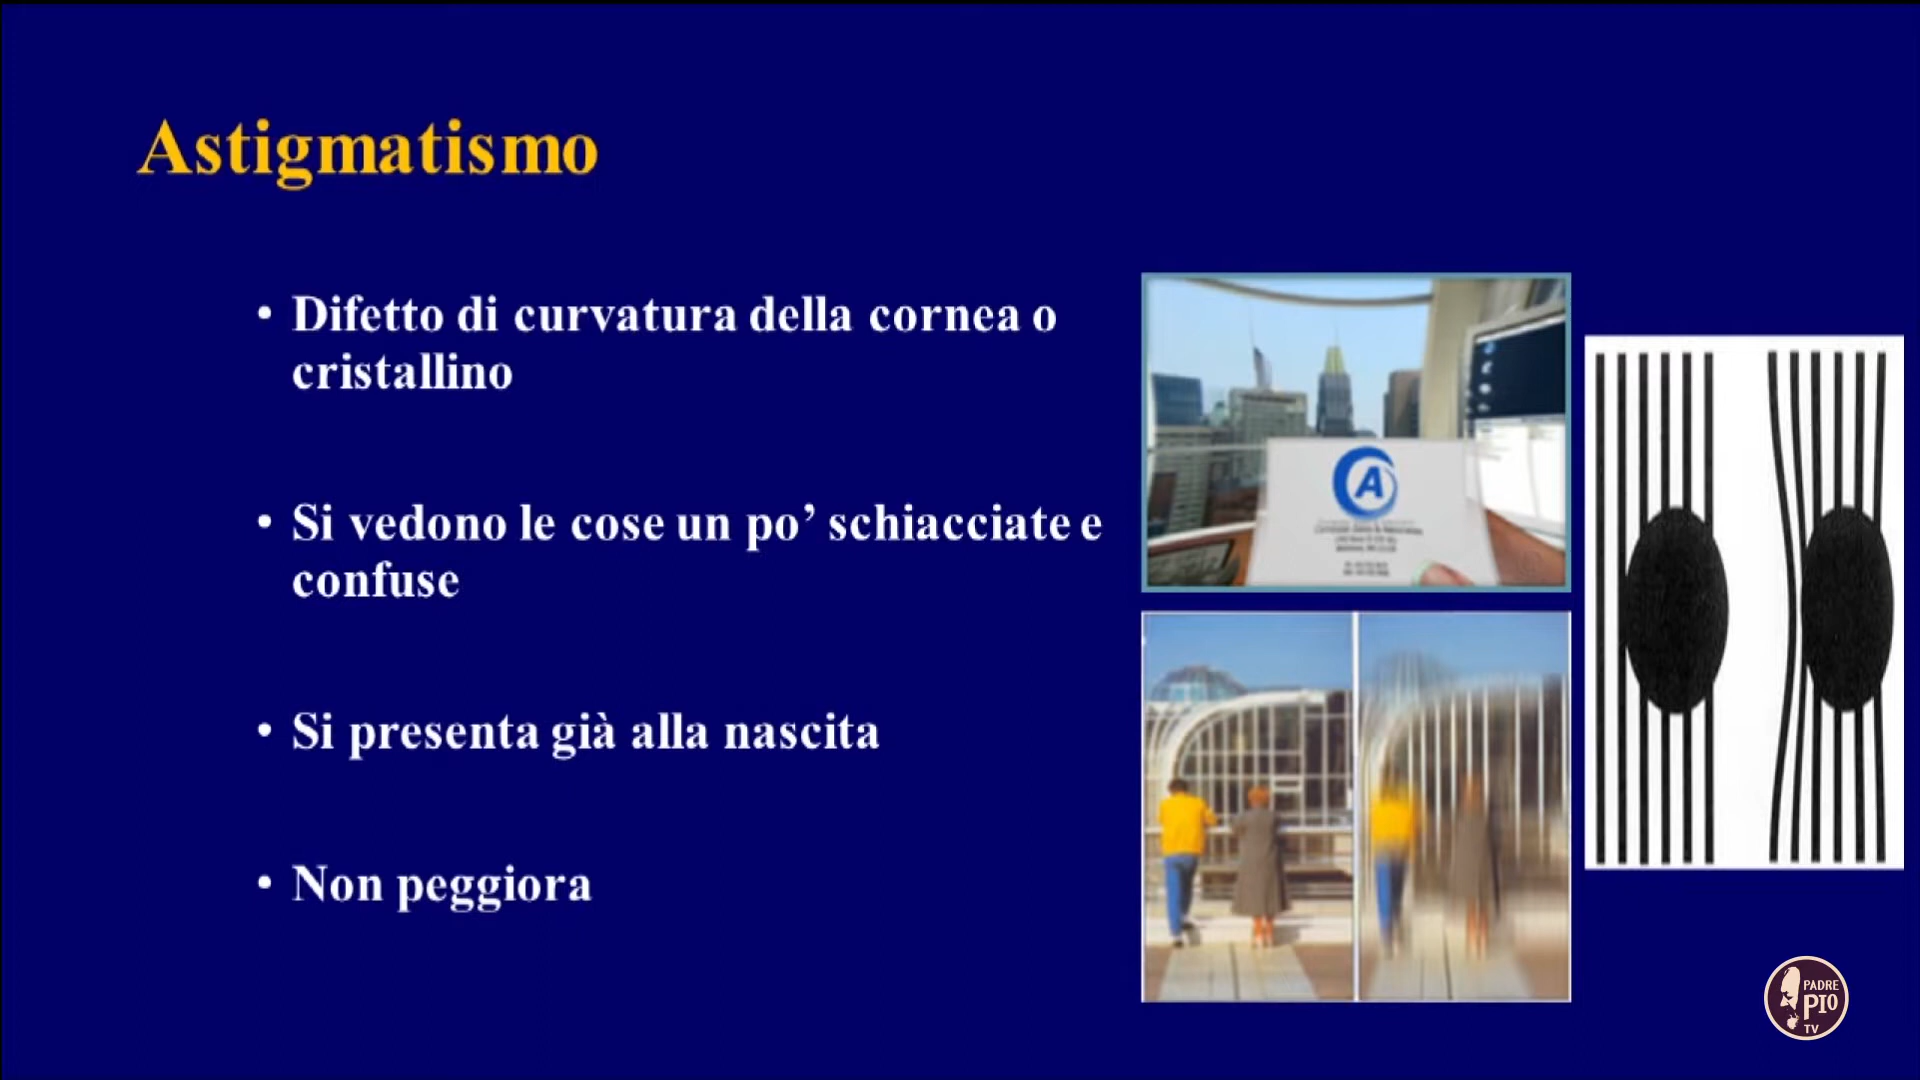 Astigmatismo
• Difetto di curvatura della cornea o
cristallino
• Si vedono le cose un po’ schiacciate e
confuse
• Si presenta già alla nascita
• Non peggiora
A
PADRE
PIO
TV